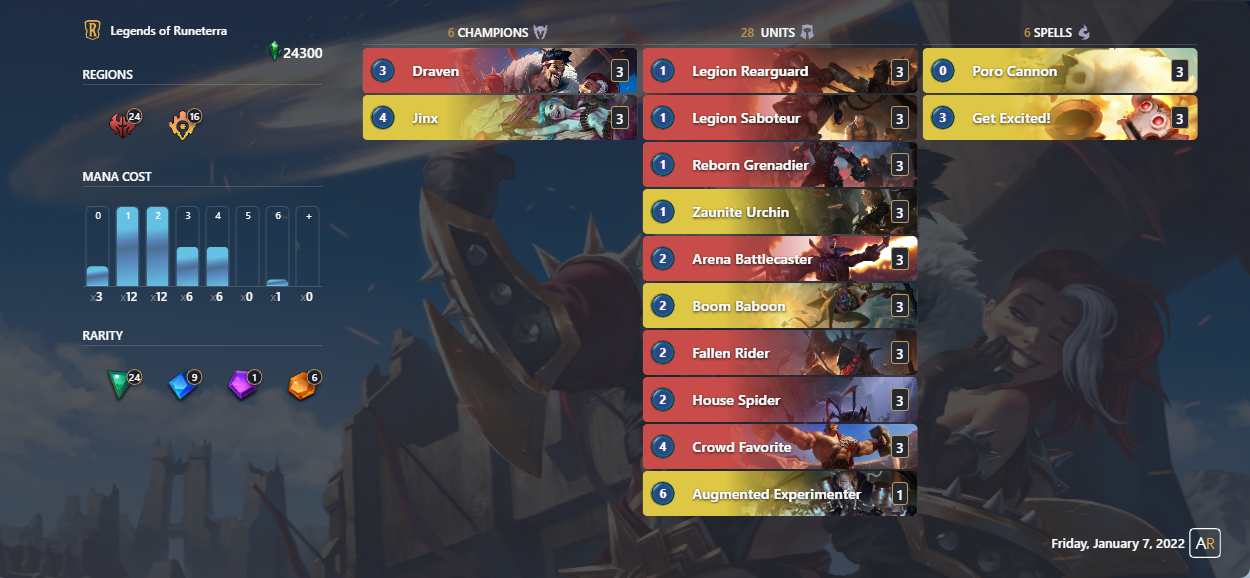 Legends of Runeterra
24300
REGIONS
24
16
MANA COST
0 1 2 3 4 5 6 +
x3 x12 x12 x6 x6 x0 x1 x0
RARITY
24
9
1
6
6 CHAMPIONS
3 Draven 3
4 Jinx 3
28 UNITS
1 Legion Rearguard 3
1 Legion Saboteur 3
1 Reborn Grenadier 3
1 Zaunite Urchin 3
2 Arena Battlecaster 3
2 Boom Baboon 3
2 Fallen Rider 3
2 House Spider 3
4 Crowd Favorite 3
6 Augmented Experimenter 1
6 SPELLS
0 Poro Cannon 3
3 Get Excited! 3
Friday, January 7, 2022 AR